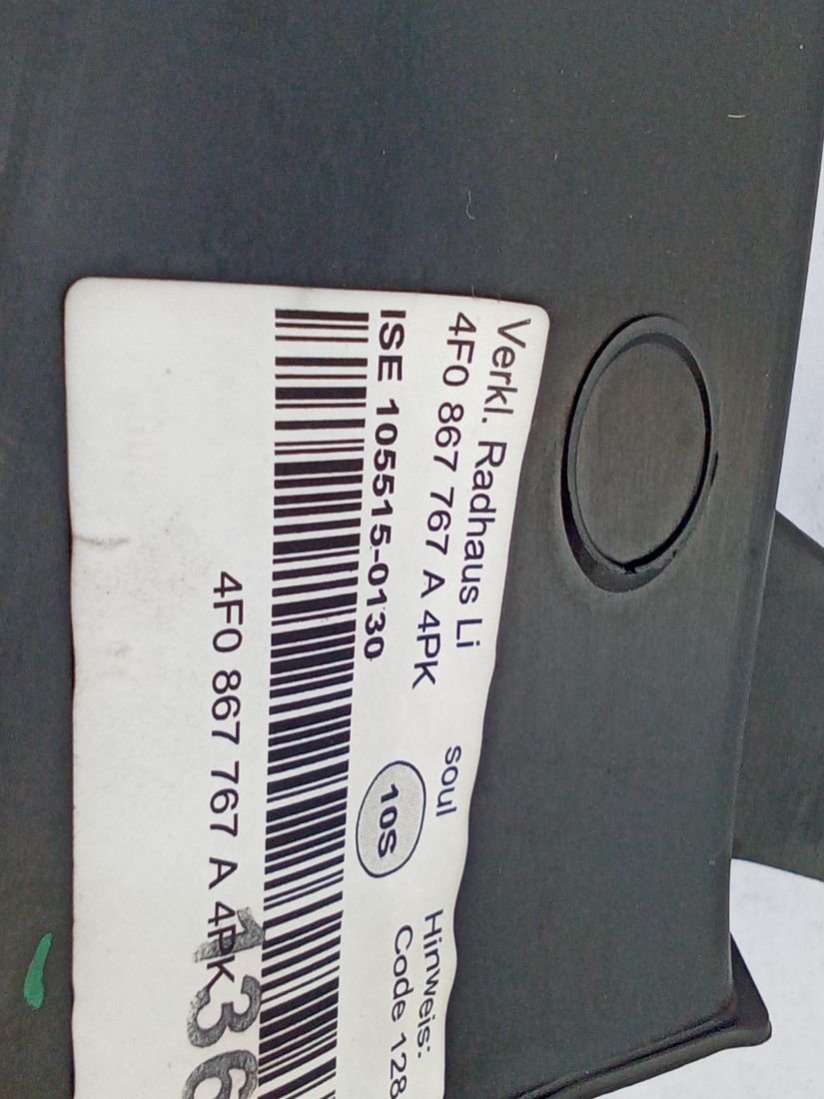 Verkl. Radhaus Li
4F0 867 767 A 4PK soul Hinweis:
ISE 105515-0130 10S Code 128
4F0 867 767 A 4PK
136